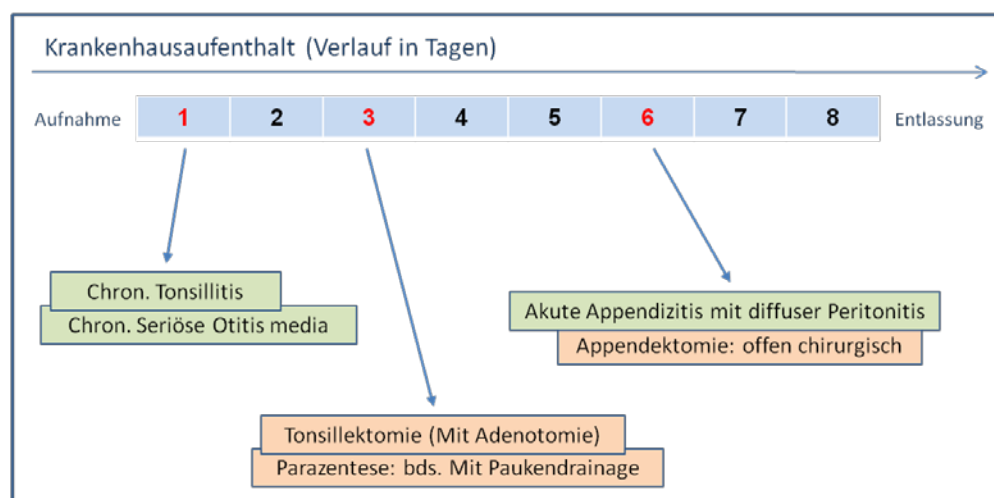 Krankenhausaufenthalt (Verlauf in Tagen)
Aufnahme 1 2 3 4 5 6 7 8 Entlassung
Chron. Tonsillitis
Chron. Seriöse Otitis media
Akute Appendizitis mit diffuser Peritonitis
Appendektomie: offen chirurgisch
Tonsillektomie (Mit Adenotomie)
Parazentese: bds. Mit Paukendrainage